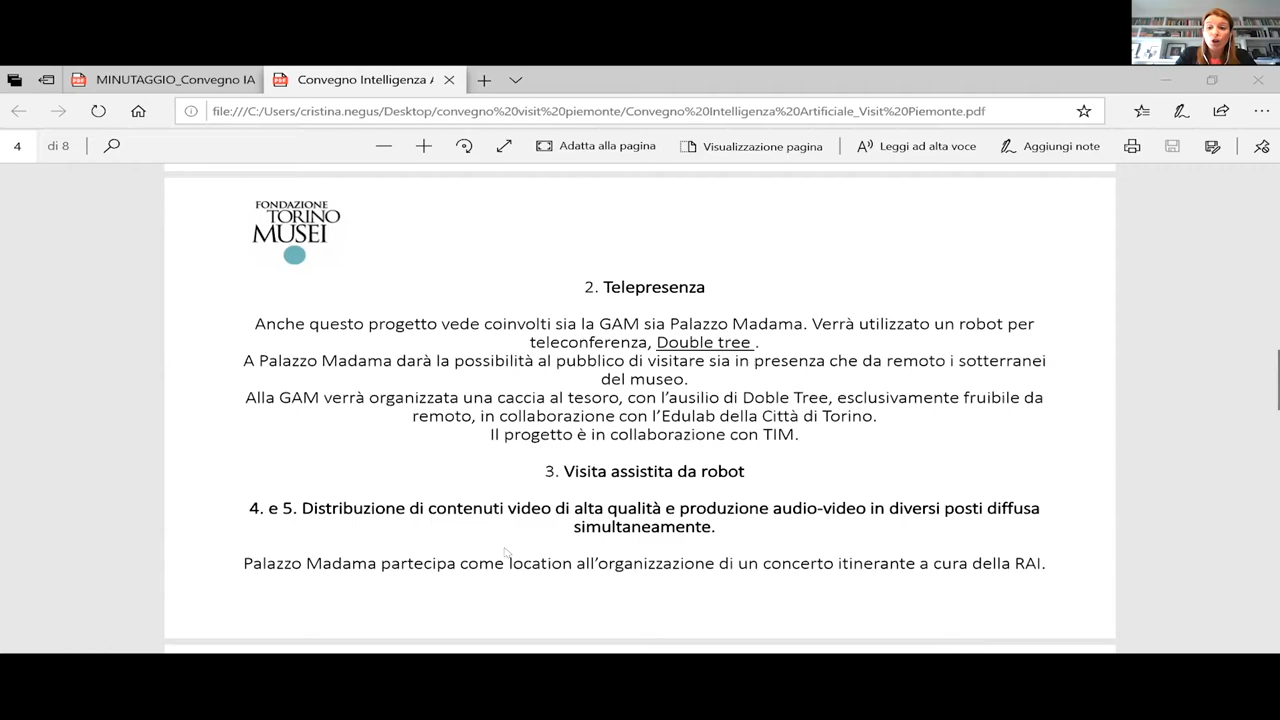 MINUTAGGIO_Convegno IA
Convegno Intelligenza A
file:///C:/Users/cristina.negus/Desktop/convegno%20visit%20piemonte/Convegno%20Intelligenza%20Artificiale_Visit%20Piemonte.pdf
4 di 8
Adatta alla pagina
Visualizzazione pagina
Leggi ad alta voce
Aggiungi note
FONDAZIONE
TORINO
MUSEI
2. Telepresenza
Anche questo progetto vede coinvolti sia la GAM sia Palazzo Madama. Verrà utilizzato un robot per
teleconferenza, Double tree .
A Palazzo Madama darà la possibilità al pubblico di visitare sia in presenza che da remoto i sotterranei
del museo.
Alla GAM verrà organizzata una caccia al tesoro, con l’ausilio di Doble Tree, esclusivamente fruibile da
remoto, in collaborazione con l’Edulab della Città di Torino.
Il progetto è in collaborazione con TIM.
3. Visita assistita da robot
4. e 5. Distribuzione di contenuti video di alta qualità e produzione audio-video in diversi posti diffusa
simultaneamente.
Palazzo Madama partecipa come location all’organizzazione di un concerto itinerante a cura della RAI.